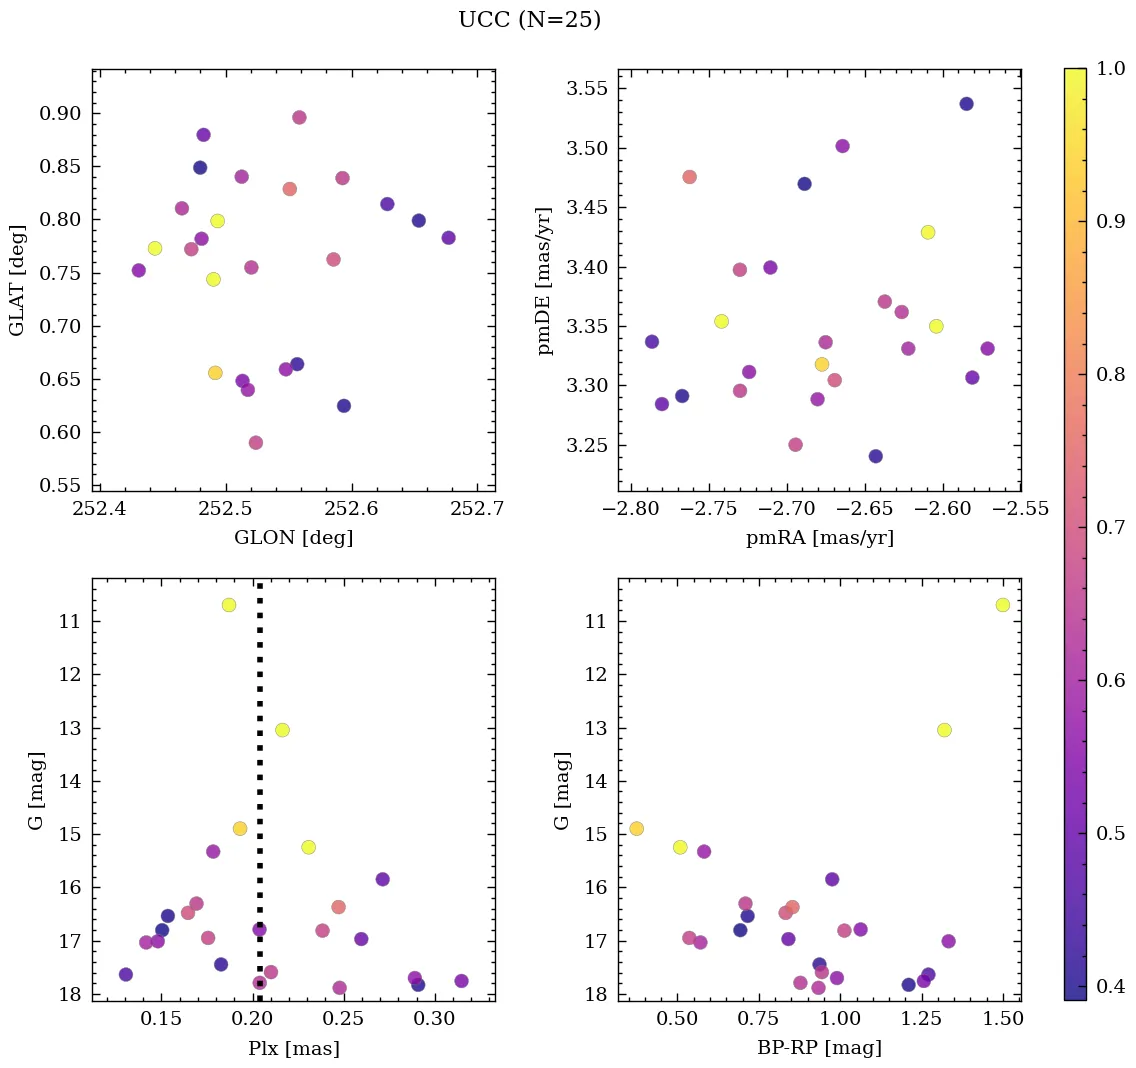 UCC (N=25)
0.90
0.85
0.80
0.75
0.70
0.65
0.60
0.55
GLAT [deg]
252.4 252.5 252.6 252.7
GLON [deg]
3.55
3.50
3.45
3.40
3.35
3.30
3.25
pmDE [mas/yr]
−2.80 −2.75 −2.70 −2.65 −2.60 −2.55
pmRA [mas/yr]
11
12
13
14
15
16
17
18
G [mag]
0.15 0.20 0.25 0.30
Plx [mas]
11
12
13
14
15
16
17
18
G [mag]
0.50 0.75 1.00 1.25 1.50
BP-RP [mag]
1.0
0.9
0.8
0.7
0.6
0.5
0.4